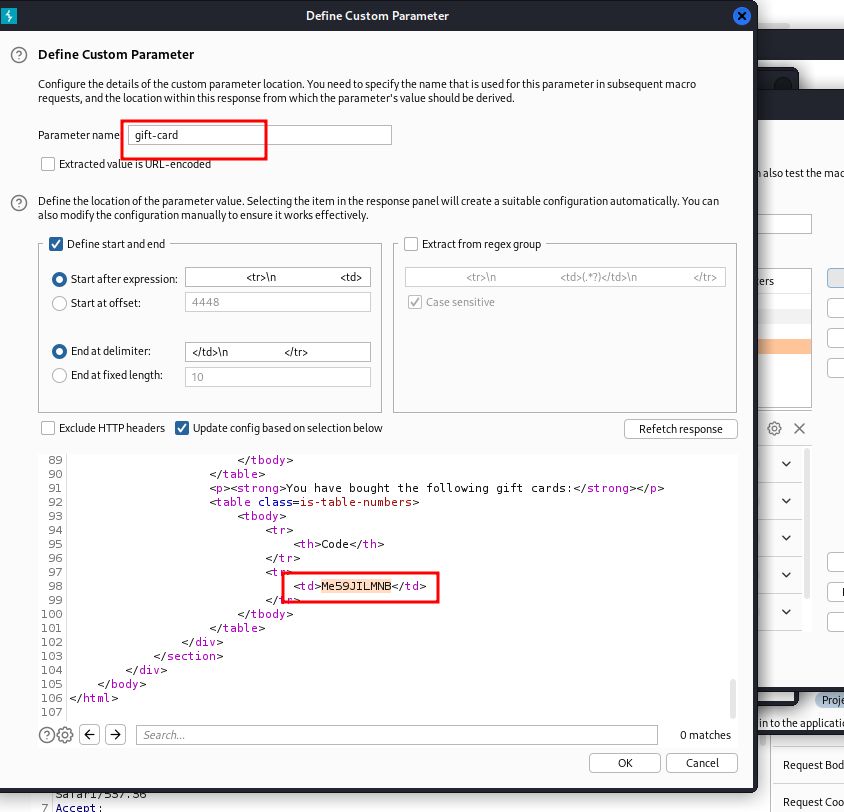 Define Custom Parameter
Define Custom Parameter
Configure the details of the custom parameter location. You need to specify the name that is used for this parameter in subsequent macro
requests, and the location within this response from which the parameter's value should be derived.
Parameter name
gift-card
Extracted value is URL-encoded
n also test the mac
Define the location of the parameter value. Selecting the item in the response panel will create a suitable configuration automatically. You can
also modify the configuration manually to ensure it works effectively.
Define start and end
Extract from regex group
Start after expression: <tr>\n <td>
<tr>\n <td>(.*?)</td>\n </tr>
ters
Start at offset: 4448
Case sensitive
End at delimiter: </td>\n </tr>
End at fixed length: 10
Exclude HTTP headers
Update config based on selection below
Refetch response
89 </tbody>
90 </table>
91 <p><strong>You have bought the following gift cards:</strong></p>
92 <table class=is-table-numbers>
93 <tbody>
94 <tr>
95 <th>Code</th>
96 </tr>
97 <tr>
98 <td>Me59JILMNB</td>
99 </tr>
100 </tbody>
101 </table>
102 </div>
103 </section>
104 </div>
105 </body>
106 </html>
107
Proje
in to the applicatio
Search...
0 matches
OK
Cancel
Request Bod
Safari/537.36
Request Coo
7 Accept: